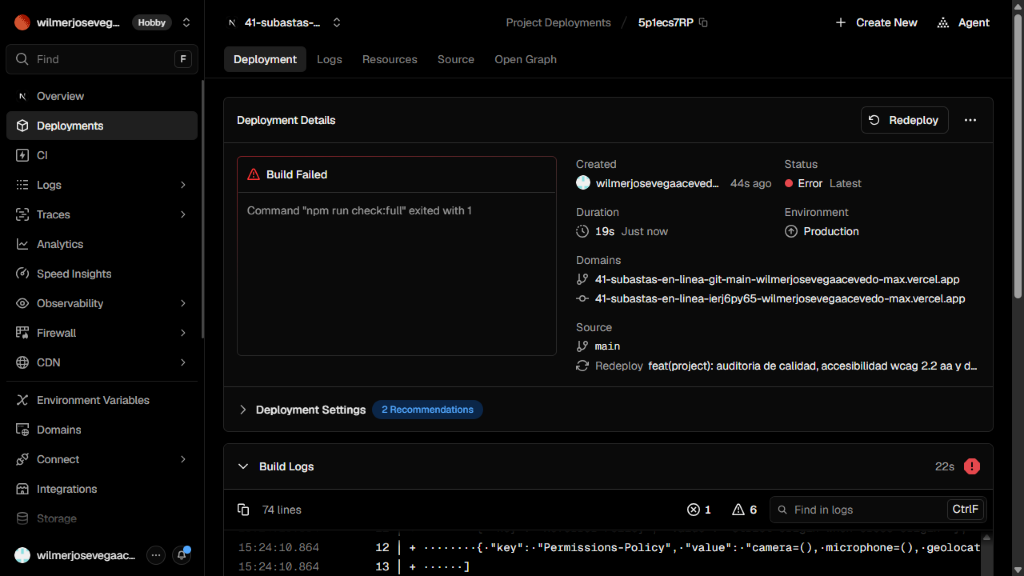 wilmerjoseveg... Hobby
Find F
Overview
Deployments
CI
Logs
Traces
Analytics
Speed Insights
Observability
Firewall
CDN
Environment Variables
Domains
Connect
Integrations
Storage
wilmerjosevegaac...
41-subastas-...
Project Deployments / 5p1ecs7RP
Create New
Agent
Deployment Logs Resources Source Open Graph
Deployment Details
Redeploy
Build Failed
Command "npm run check:full" exited with 1
Created
wilmerjosevegaaceved... 44s ago
Status
Error Latest
Duration
19s Just now
Environment
Production
Domains
41-subastas-en-linea-git-main-wilmerjosevegaacevedo-max.vercel.app
41-subastas-en-linea-ierj6py65-wilmerjosevegaacevedo-max.vercel.app
Source
main
Redeploy feat(project): auditoria de calidad, accesibilidad wcag 2.2 aa y d...
Deployment Settings 2 Recommendations
Build Logs 22s
74 lines 1 6 Find in logs CtrlF
15:24:10.864 12 | + ········{·"key":·"Permissions-Policy",·"value":·"camera=(),·microphone=(),·geolocat
15:24:10.864 13 | + ······]